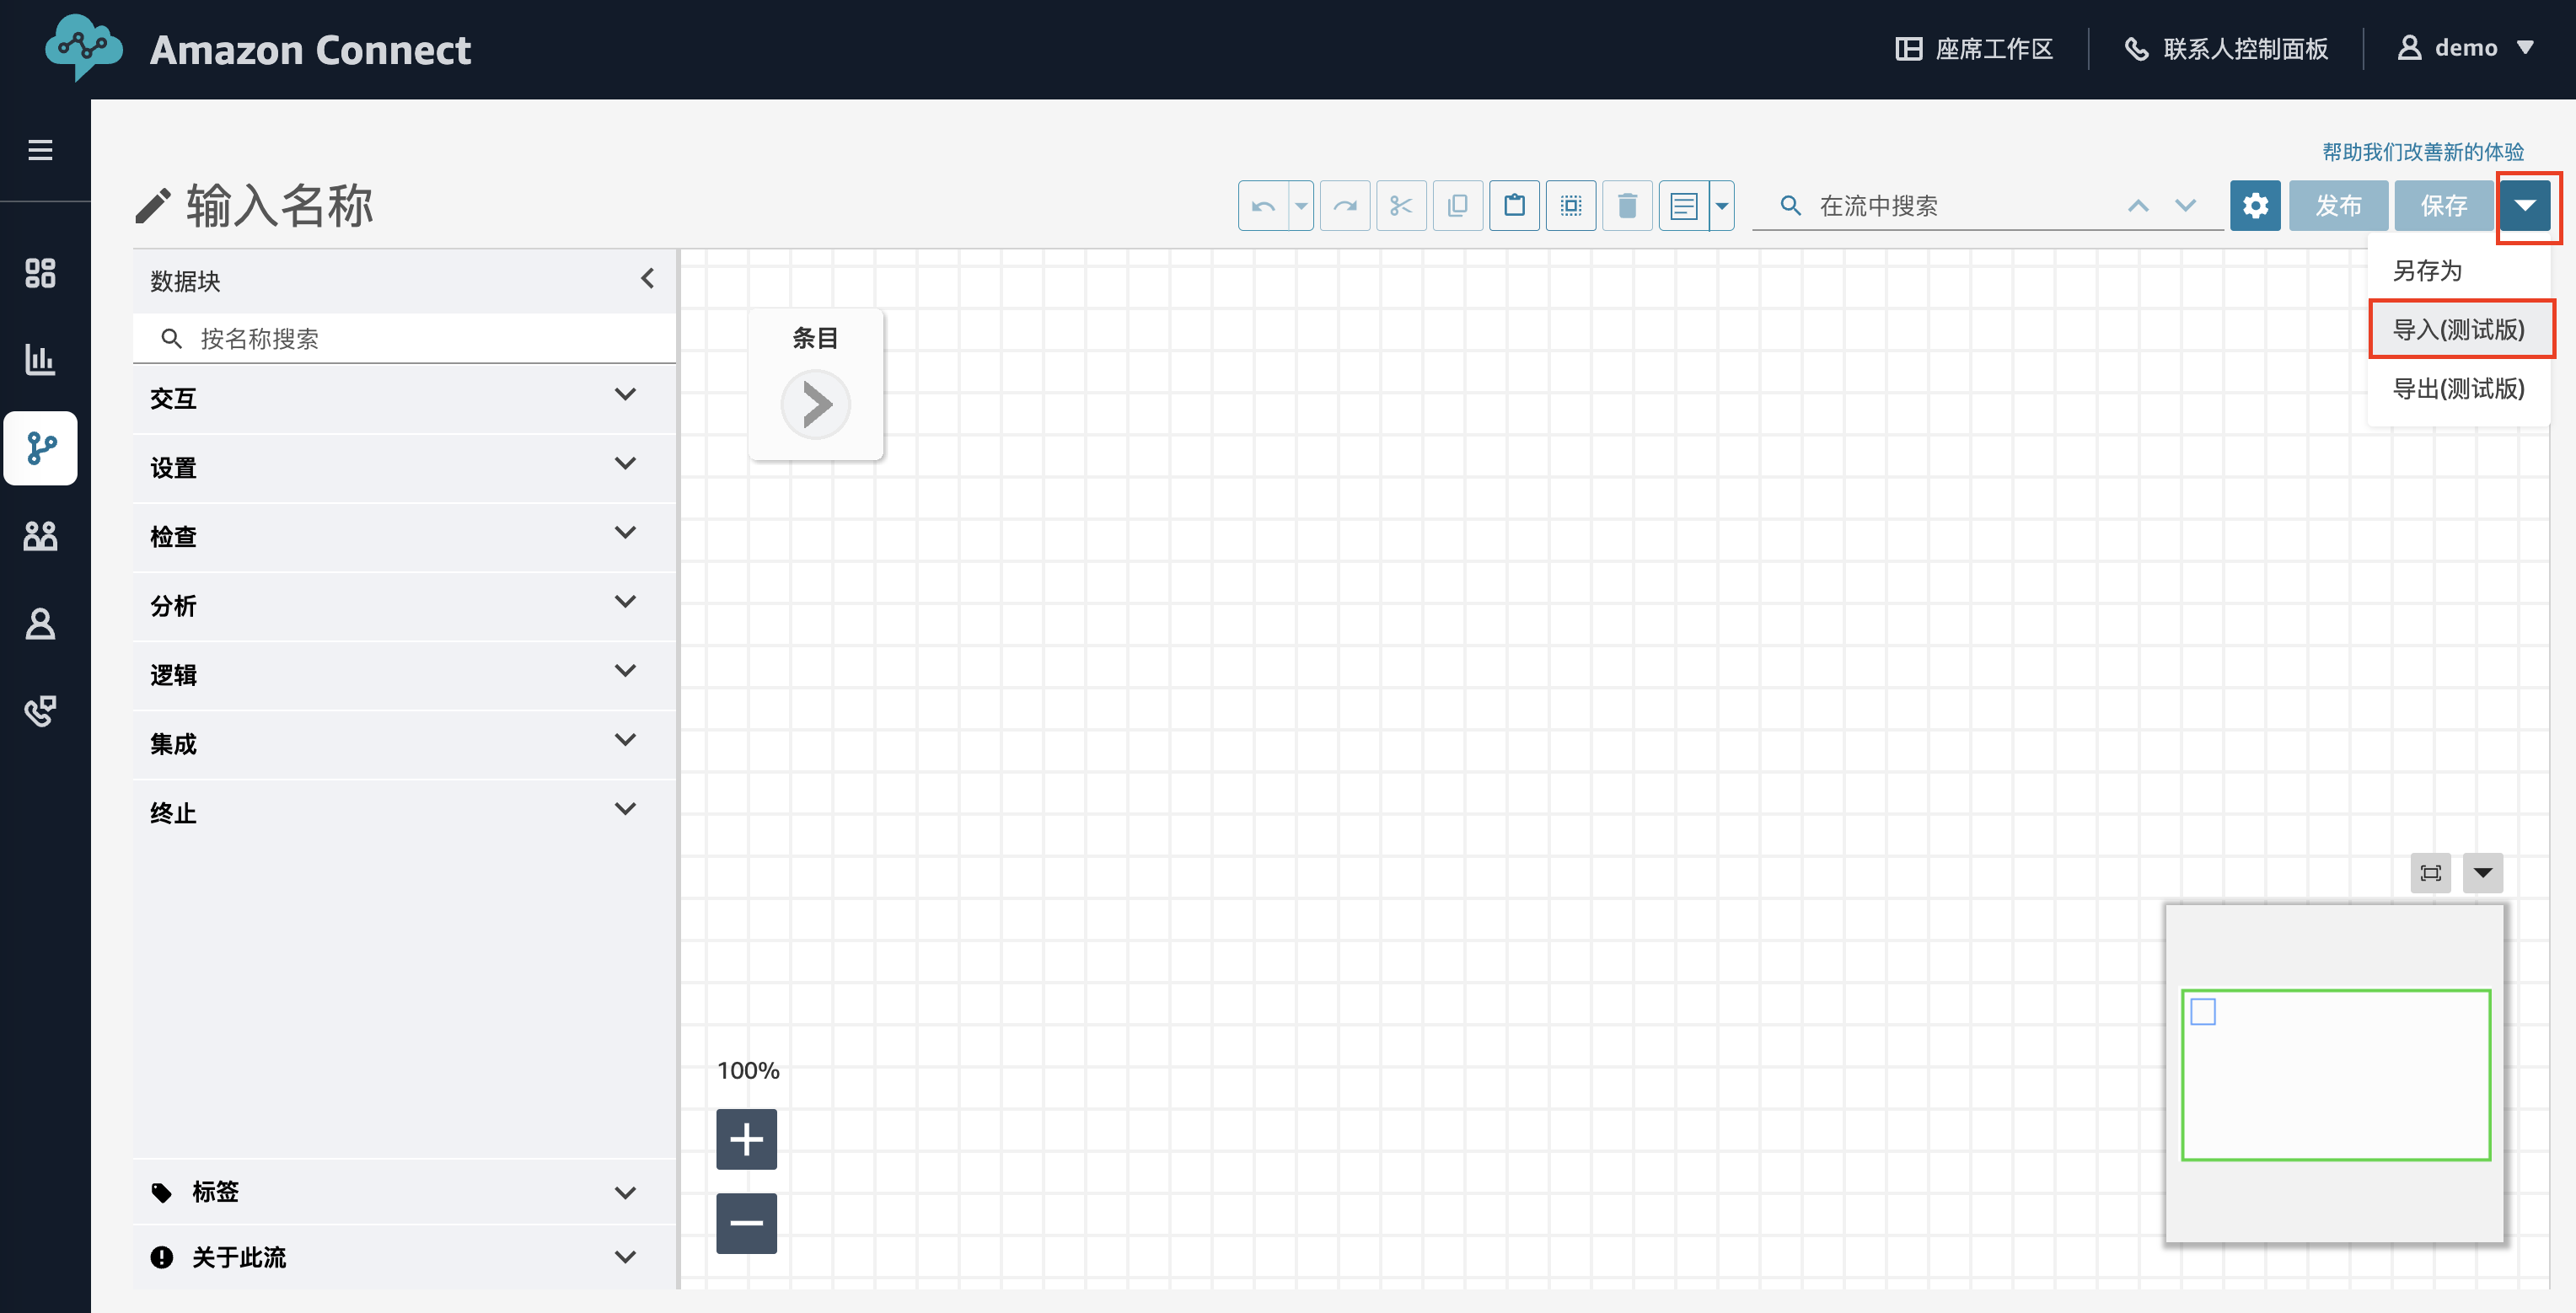 Amazon Connect
座席工作区
联系人控制面板
demo
帮助我们改善新的体验
输入名称
在流中搜索
发布
保存
另存为
导入(测试版)
导出(测试版)
数据块
按名称搜索
交互
设置
检查
分析
逻辑
集成
终止
标签
关于此流
条目
100%